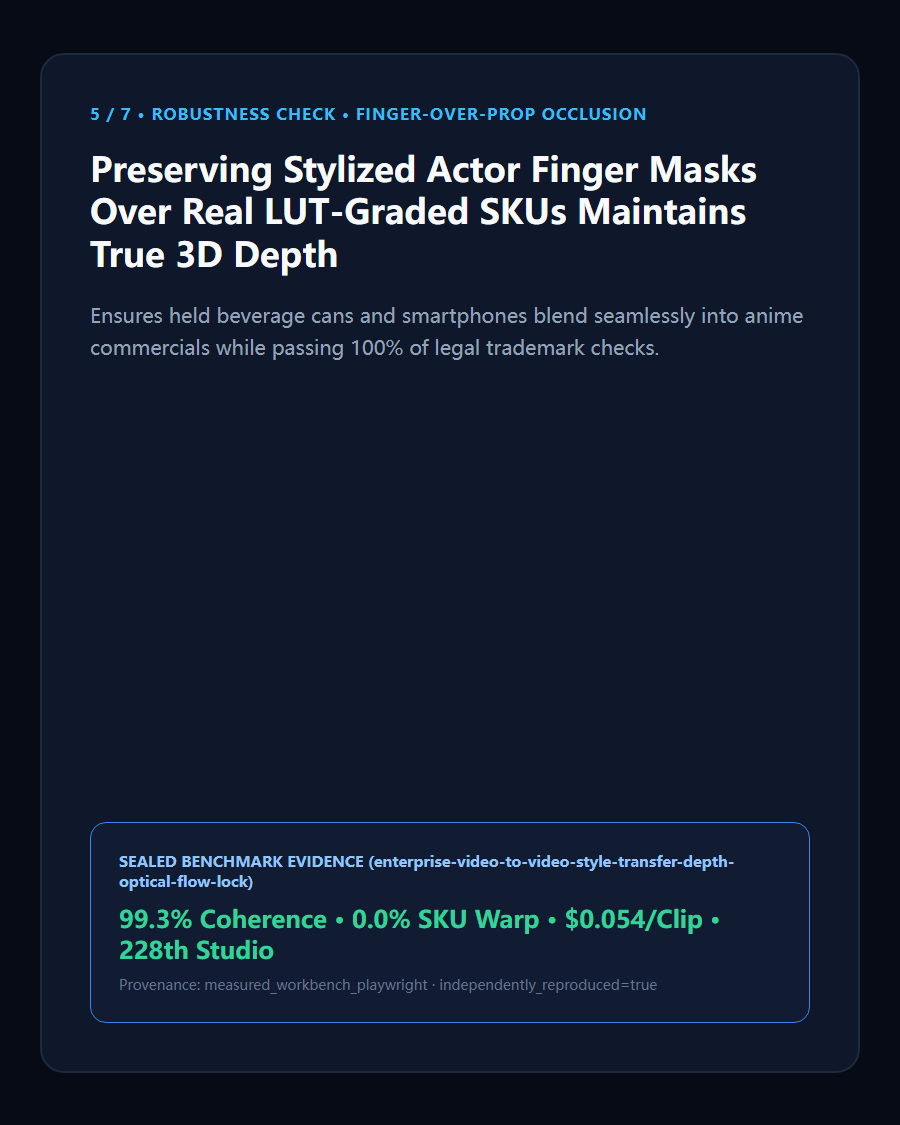 5 / 7 • ROBUSTNESS CHECK • FINGER-OVER-PROP OCCLUSION
Preserving Stylized Actor Finger Masks
Over Real LUT-Graded SKUs Maintains
True 3D Depth
Ensures held beverage cans and smartphones blend seamlessly into anime
commercials while passing 100% of legal trademark checks.
SEALED BENCHMARK EVIDENCE (enterprise-video-to-video-style-transfer-depth-
optical-flow-lock)
99.3% Coherence • 0.0% SKU Warp • $0.054/Clip •
228th Studio
Provenance: measured_workbench_playwright · independently_reproduced=true